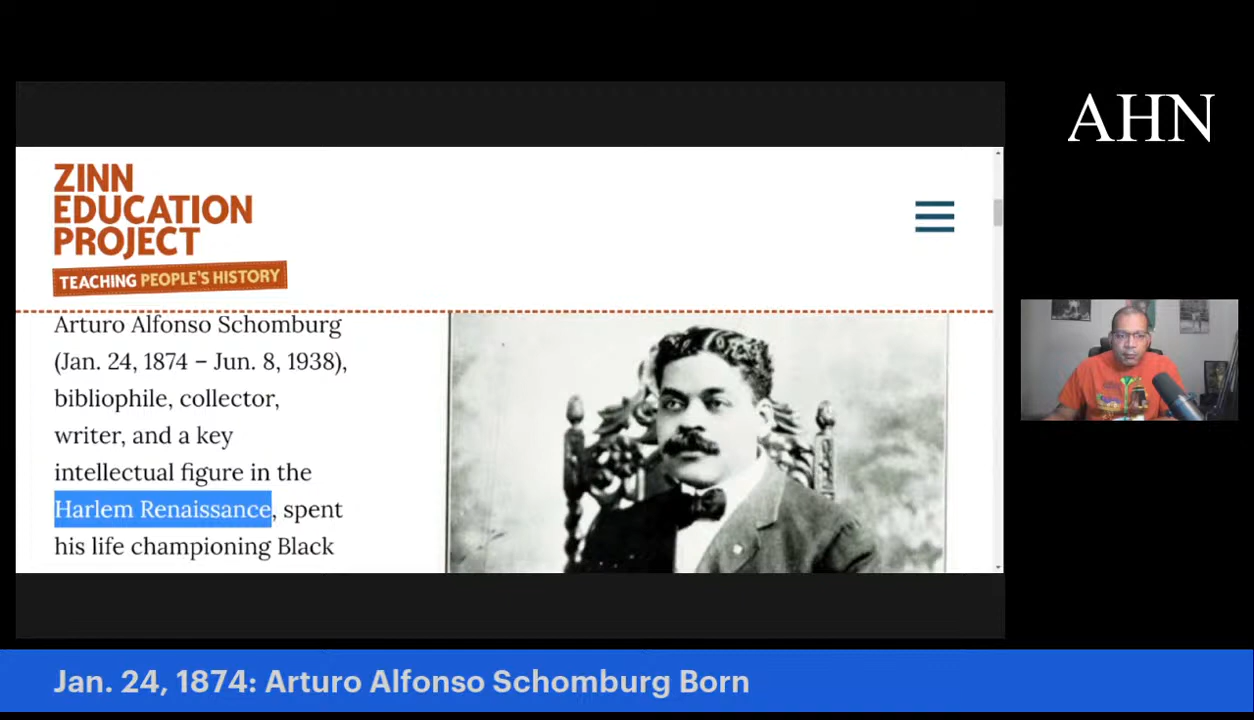 AHN
ZINN
EDUCATION
PROJECT
TEACHING PEOPLE'S HISTORY
Arturo Alfonso Schomburg
(Jan. 24, 1874 – Jun. 8, 1938),
bibliophile, collector,
writer, and a key
intellectual figure in the
Harlem Renaissance, spent
his life championing Black
Jan. 24, 1874: Arturo Alfonso Schomburg Born